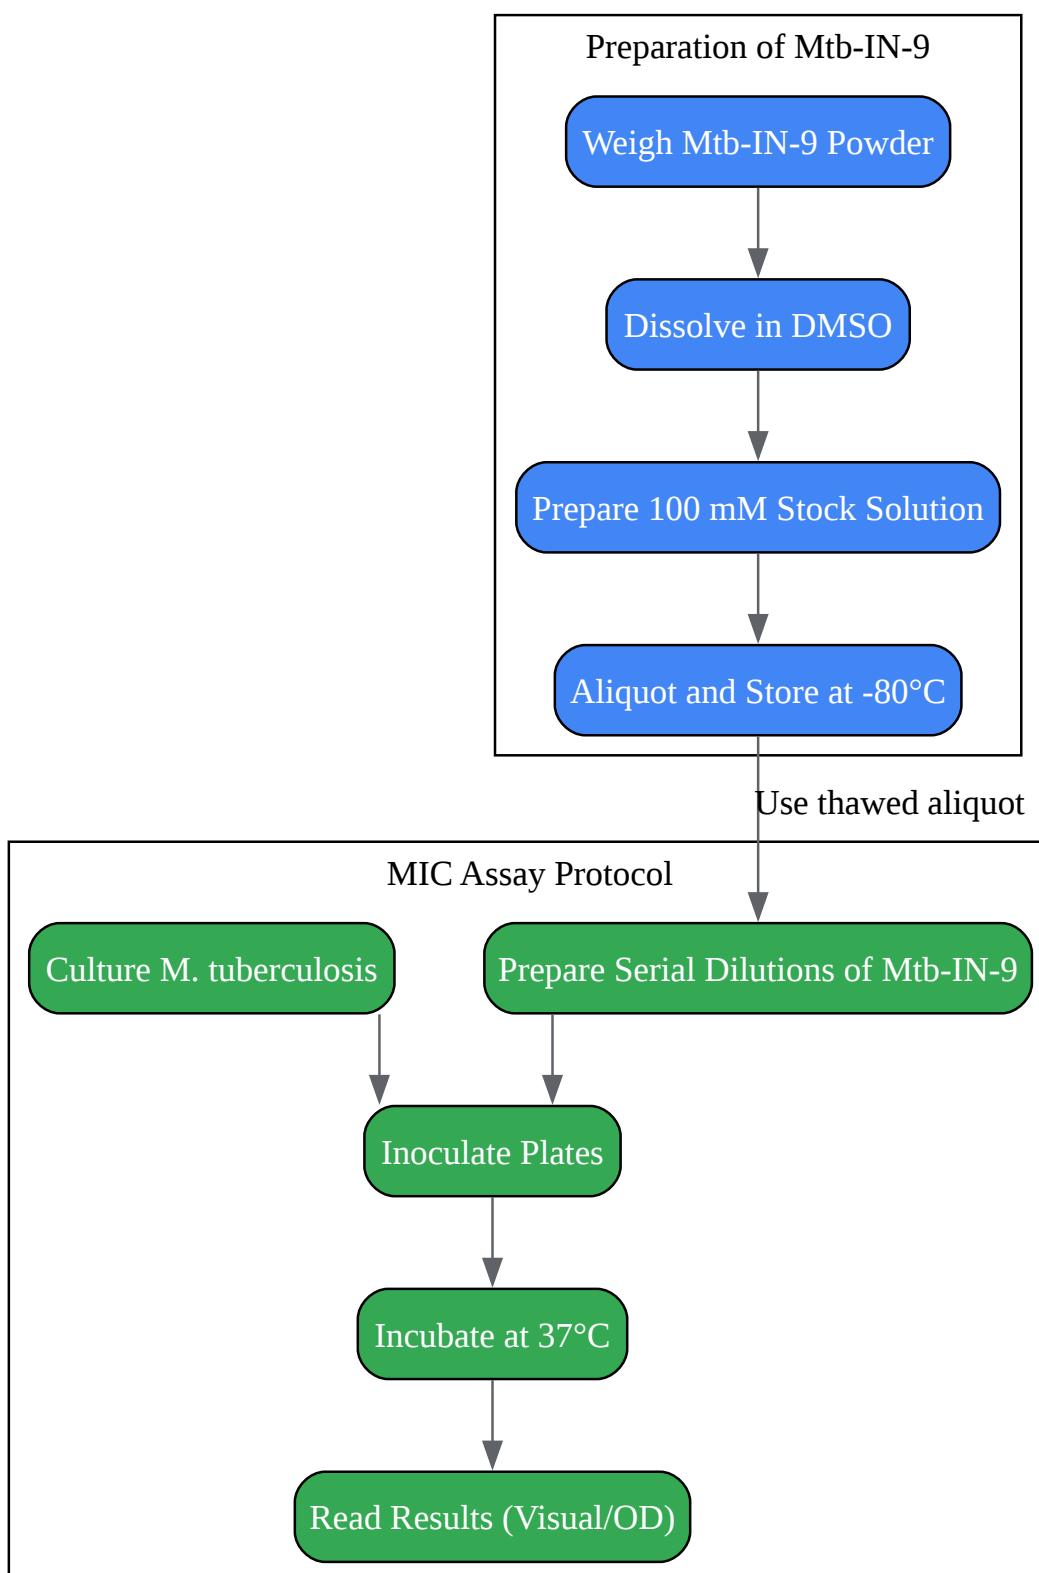 Preparation of Mtb-IN-9
Weigh Mtb-IN-9 Powder
Dissolve in DMSO
Prepare 100 mM Stock Solution
Aliquot and Store at -80°C
Use thawed aliquot
MIC Assay Protocol
Culture M. tuberculosis
Prepare Serial Dilutions of Mtb-IN-9
Inoculate Plates
Incubate at 37°C
Read Results (Visual/OD)